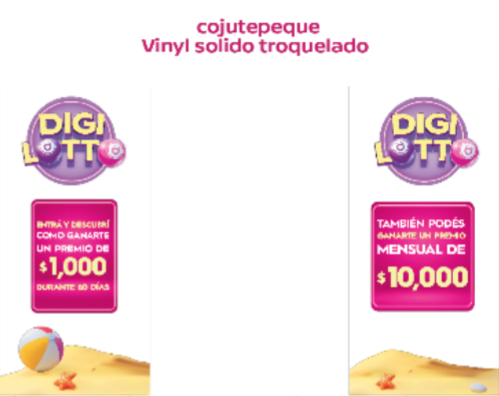 cojutepeque
Vinyl solido troquelado
DIGI
LOTTO
ENTRÁ Y DESCUBRÍ
COMO GANARTE
UN PREMIO DE
$1,000
DURANTE 60 DÍAS
DIGI
LOTTO
TAMBIÉN PODÉS
GANARTE UN PREMIO
MENSUAL DE
$10,000